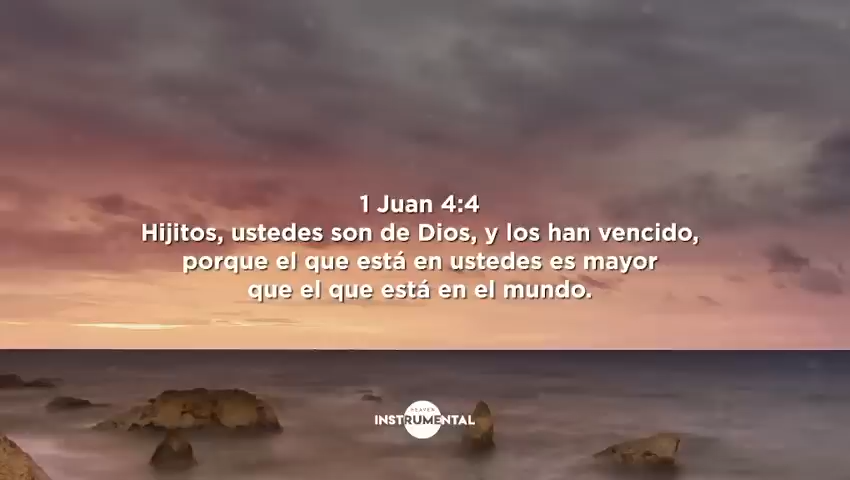 1 Juan 4:4
Hijitos, ustedes son de Dios, y los han vencido,
porque el que está en ustedes es mayor
que el que está en el mundo.
HEAVEN
INSTRUMENTAL